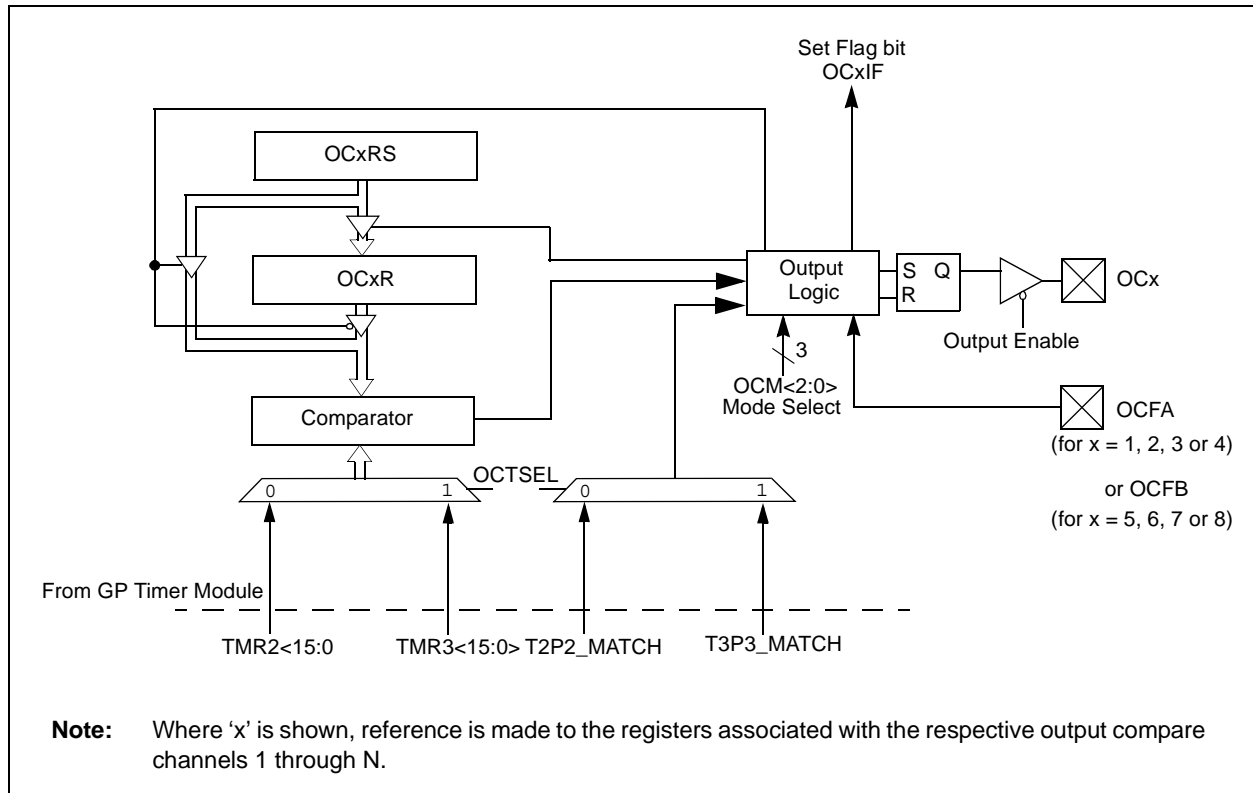 Set Flag bit
OCxIF
OCxRS
OCxR
Output
Logic
S Q
R
OCx
Output Enable
3
OCM<2:0>
Mode Select
Comparator
OCFA
(for x = 1, 2, 3 or 4)
or OCFB
(for x = 5, 6, 7 or 8)
OCTSEL
0 1
0 1
From GP Timer Module
TMR2<15:0 TMR3<15:0> T2P2_MATCH T3P3_MATCH
Note: Where ‘x’ is shown, reference is made to the registers associated with the respective output compare
channels 1 through N.